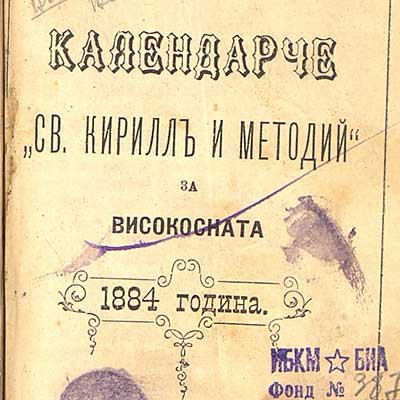 КАЛЕНДАРЧЕ
„СВ. КИРИЛЛЪ И МЕТОДИЙ“
ЗА
ВИСОКОСНАТА
1884 година.
НБКМ ☆ БИА
Фонд №